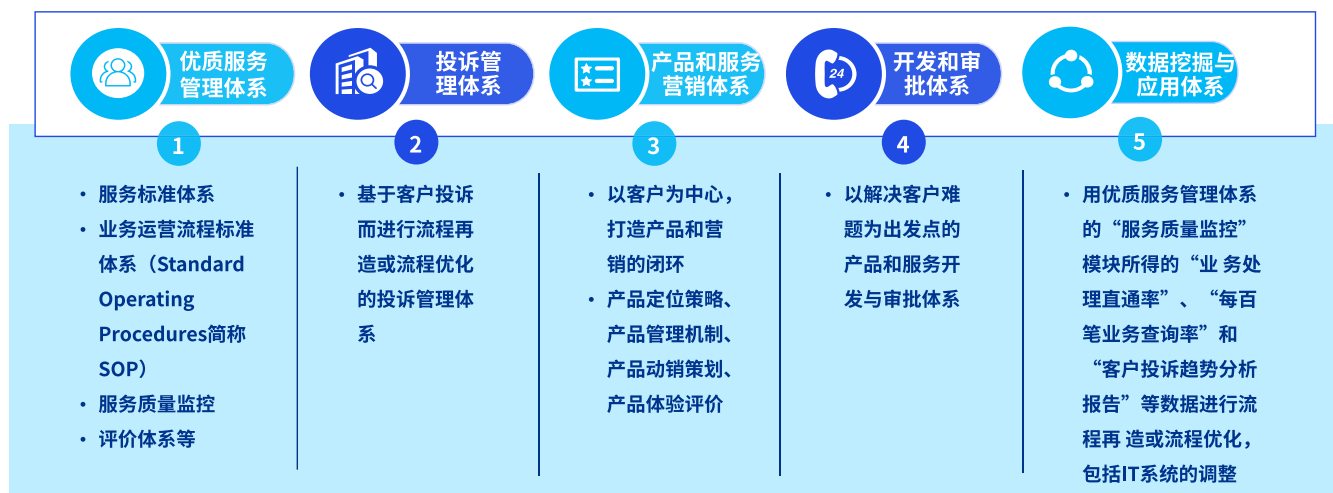 优质服务
管理体系
投诉管
理体系
产品和服务
营销体系
24
开发和审
批体系
数据挖掘与
应用体系
1
2
3
4
5
• 服务标准体系
• 业务运营流程标准
体系（Standard
Operating
Procedures简称
SOP）
• 服务质量监控
• 评价体系等
• 基于客户投诉
而进行流程再
造或流程优化
的投诉管理体
系
• 以客户为中心，
打造产品和营
销的闭环
• 产品定位策略、
产品管理机制、
产品动销策划、
产品体验评价
• 以解决客户难
题为出发点的
产品和服务开
发与审批体系
• 用优质服务管理体系
的“服务质量监控”
模块所得的“业 务处
理直通率”、“每百
笔业务查询率”和
“客户投诉趋势分析
报告”等数据进行流
程再 造或流程优化，
包括IT系统的调整